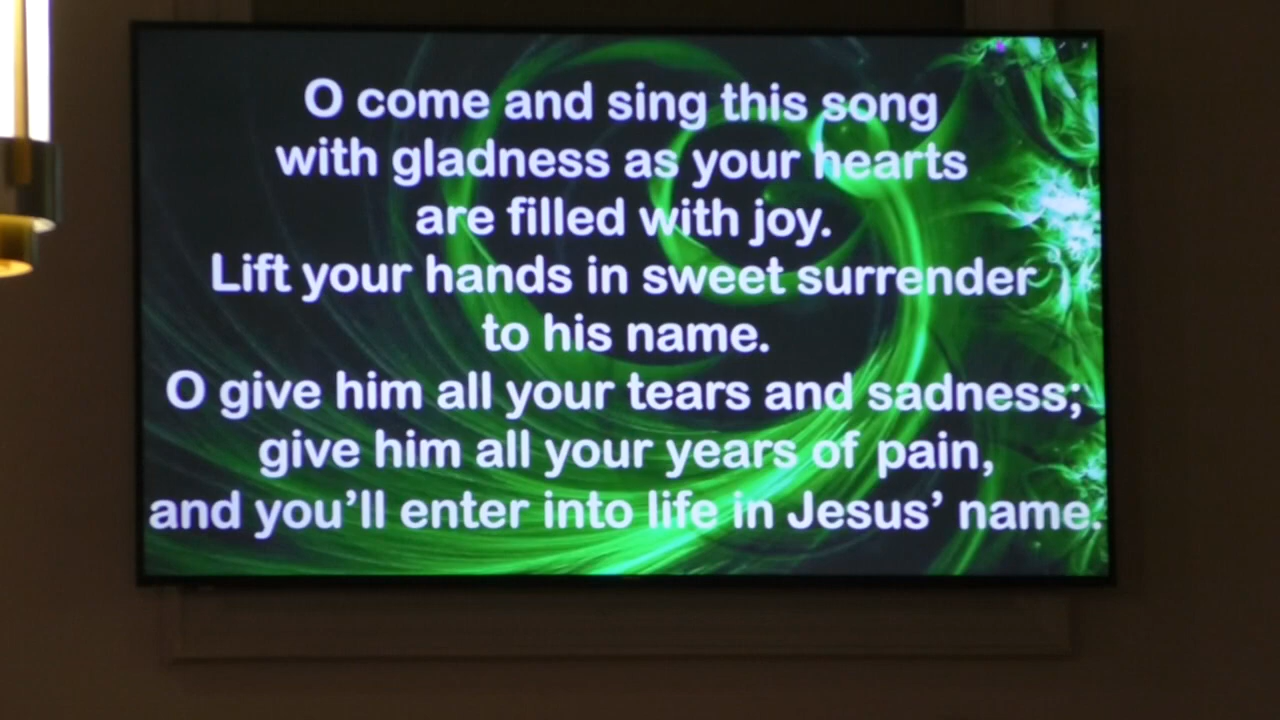 O come and sing this song
with gladness as your hearts
are filled with joy.
Lift your hands in sweet surrender
to his name.
O give him all your tears and sadness;
give him all your years of pain,
and you’ll enter into life in Jesus’ name.